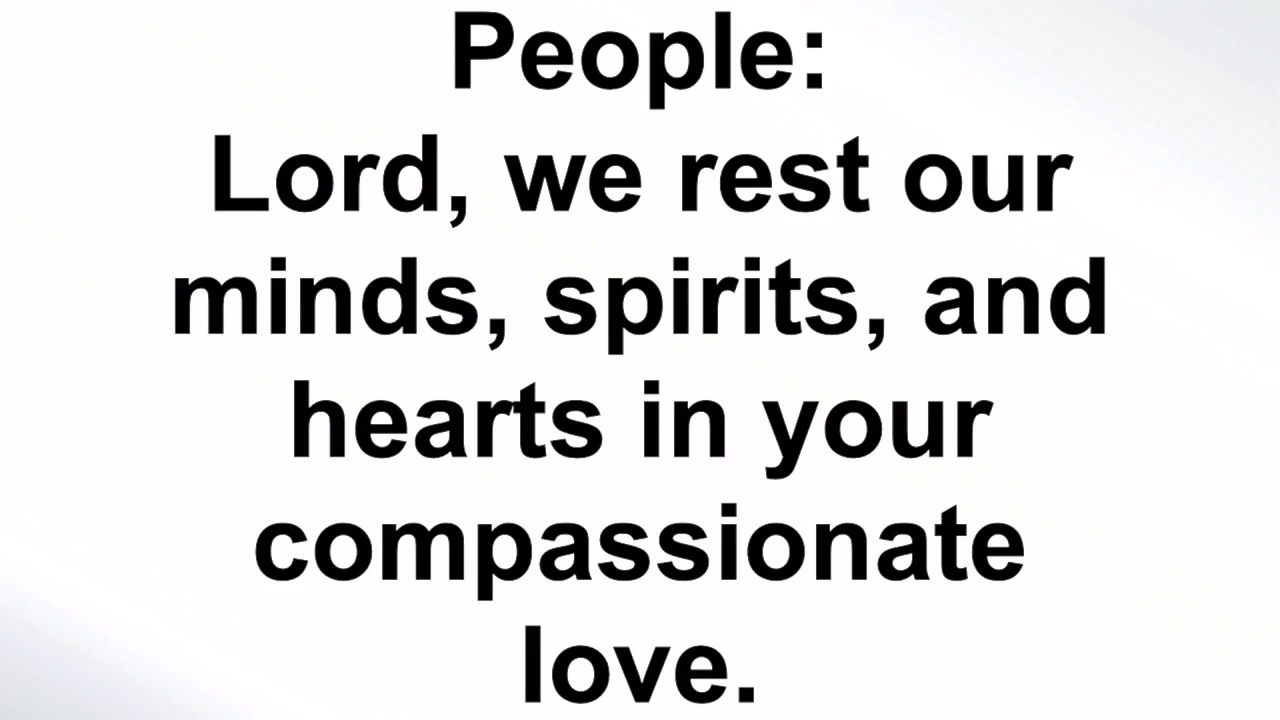 People:
Lord, we rest our
minds, spirits, and
hearts in your
compassionate
love.